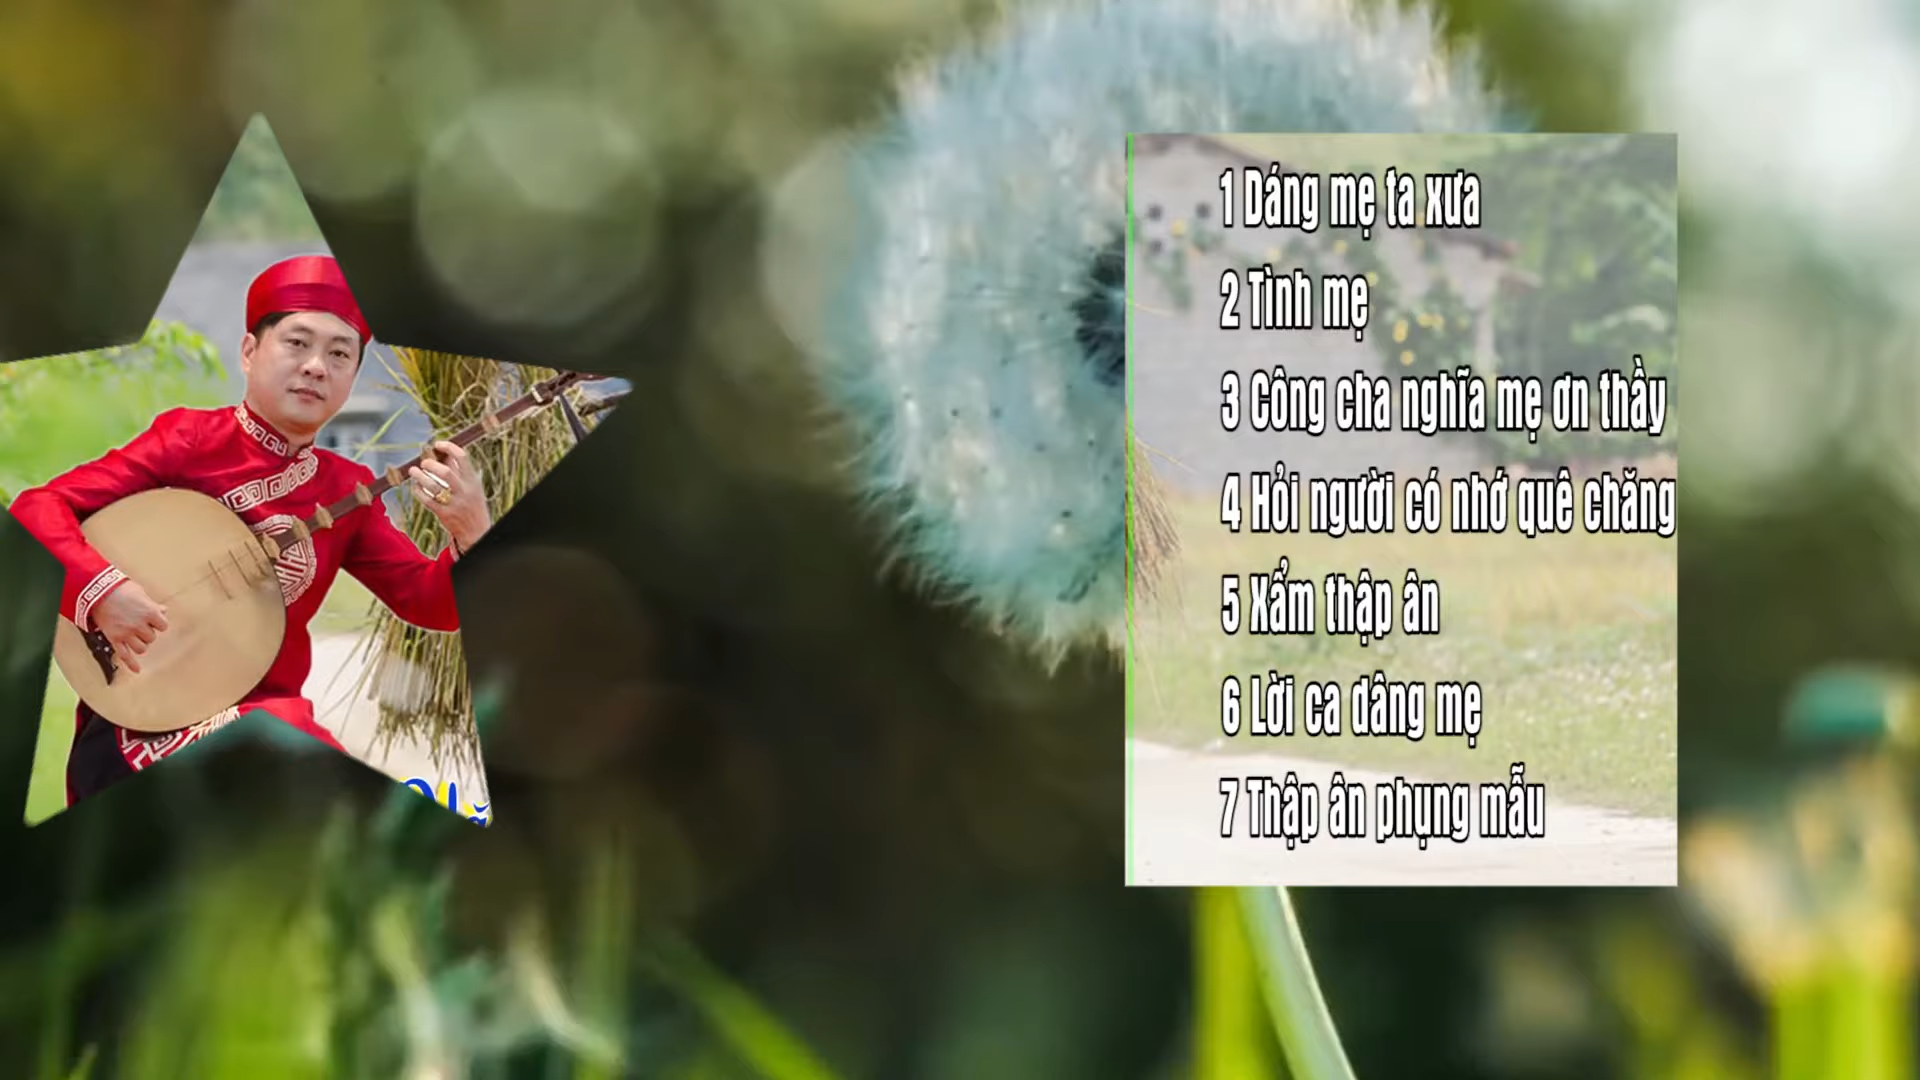 1 Dáng mẹ ta xưa
2 Tình mẹ
3 Công cha nghĩa mẹ ơn thầy
4 Hỏi người có nhớ quê chăng
5 Xẩm thập ân
6 Lời ca dâng mẹ
7 Thập ân phụng mẫu